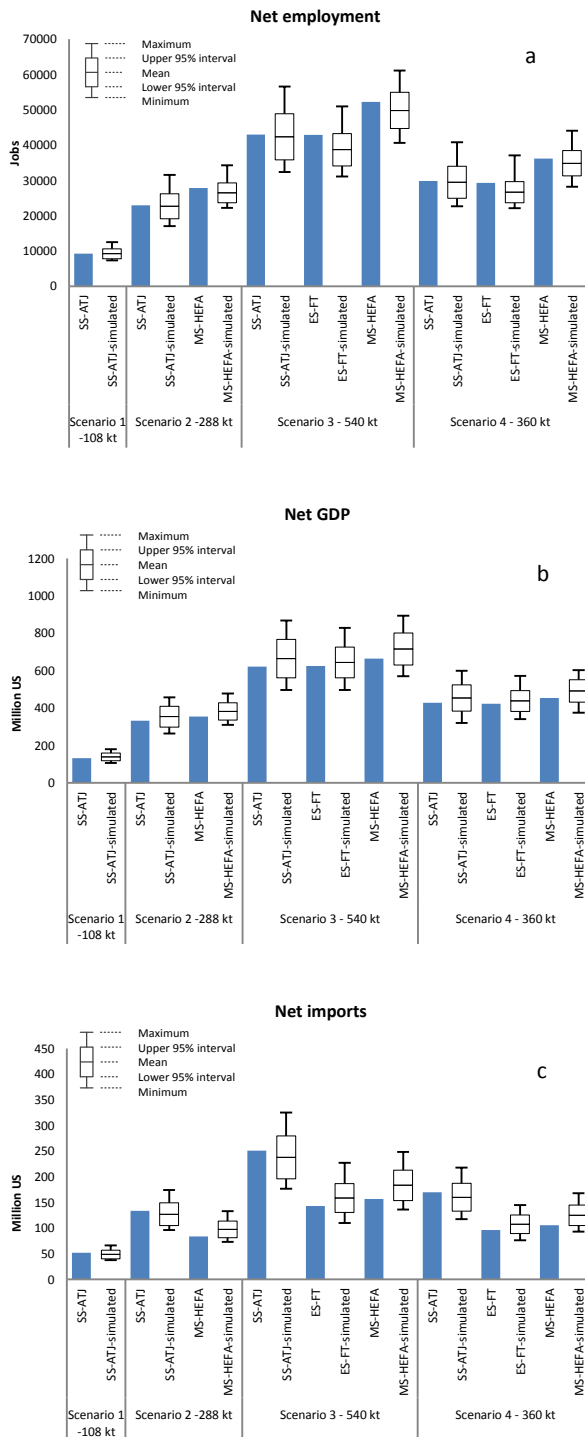 Net employment
Maximum
Upper 95% interval
Mean
Lower 95% interval
Minimum
a
70000
60000
50000
40000
30000
20000
10000
0
Jobs
SS-ATJ
SS-ATJ-simulated
SS-ATJ
SS-ATJ-simulated
MS-HEFA
MS-HEFA-simulated
SS-ATJ
SS-ATJ-simulated
ES-FT
ES-FT-simulated
MS-HEFA
MS-HEFA-simulated
SS-ATJ
SS-ATJ-simulated
ES-FT
ES-FT-simulated
MS-HEFA
MS-HEFA-simulated
Scenario 1
-108 kt
Scenario 2 -288 kt
Scenario 3 - 540 kt
Scenario 4 - 360 kt
Net GDP
Maximum
Upper 95% interval
Mean
Lower 95% interval
Minimum
b
1200
1000
800
600
400
200
0
Million US
SS-ATJ
SS-ATJ-simulated
SS-ATJ
SS-ATJ-simulated
MS-HEFA
MS-HEFA-simulated
SS-ATJ
SS-ATJ-simulated
ES-FT
ES-FT-simulated
MS-HEFA
MS-HEFA-simulated
SS-ATJ
SS-ATJ-simulated
ES-FT
ES-FT-simulated
MS-HEFA
MS-HEFA-simulated
Scenario 1
-108 kt
Scenario 2 -288 kt
Scenario 3 - 540 kt
Scenario 4 - 360 kt
Net imports
Maximum
Upper 95% interval
Mean
Lower 95% interval
Minimum
c
450
400
350
300
250
200
150
100
50
0
Million US
SS-ATJ
SS-ATJ-simulated
SS-ATJ
SS-ATJ-simulated
MS-HEFA
MS-HEFA-simulated
SS-ATJ
SS-ATJ-simulated
ES-FT
ES-FT simulated
MS-HEFA
MS-HEFA-simulated
SS-ATJ
SS-ATJ-simulated
ES-FT
ES-FT-simulated
MS-HEFA
MS-HEFA-simulated
Scenario 1
-108 kt
Scenario 2 -288 kt
Scenario 3 - 540 kt
Scenario 4 - 360 kt